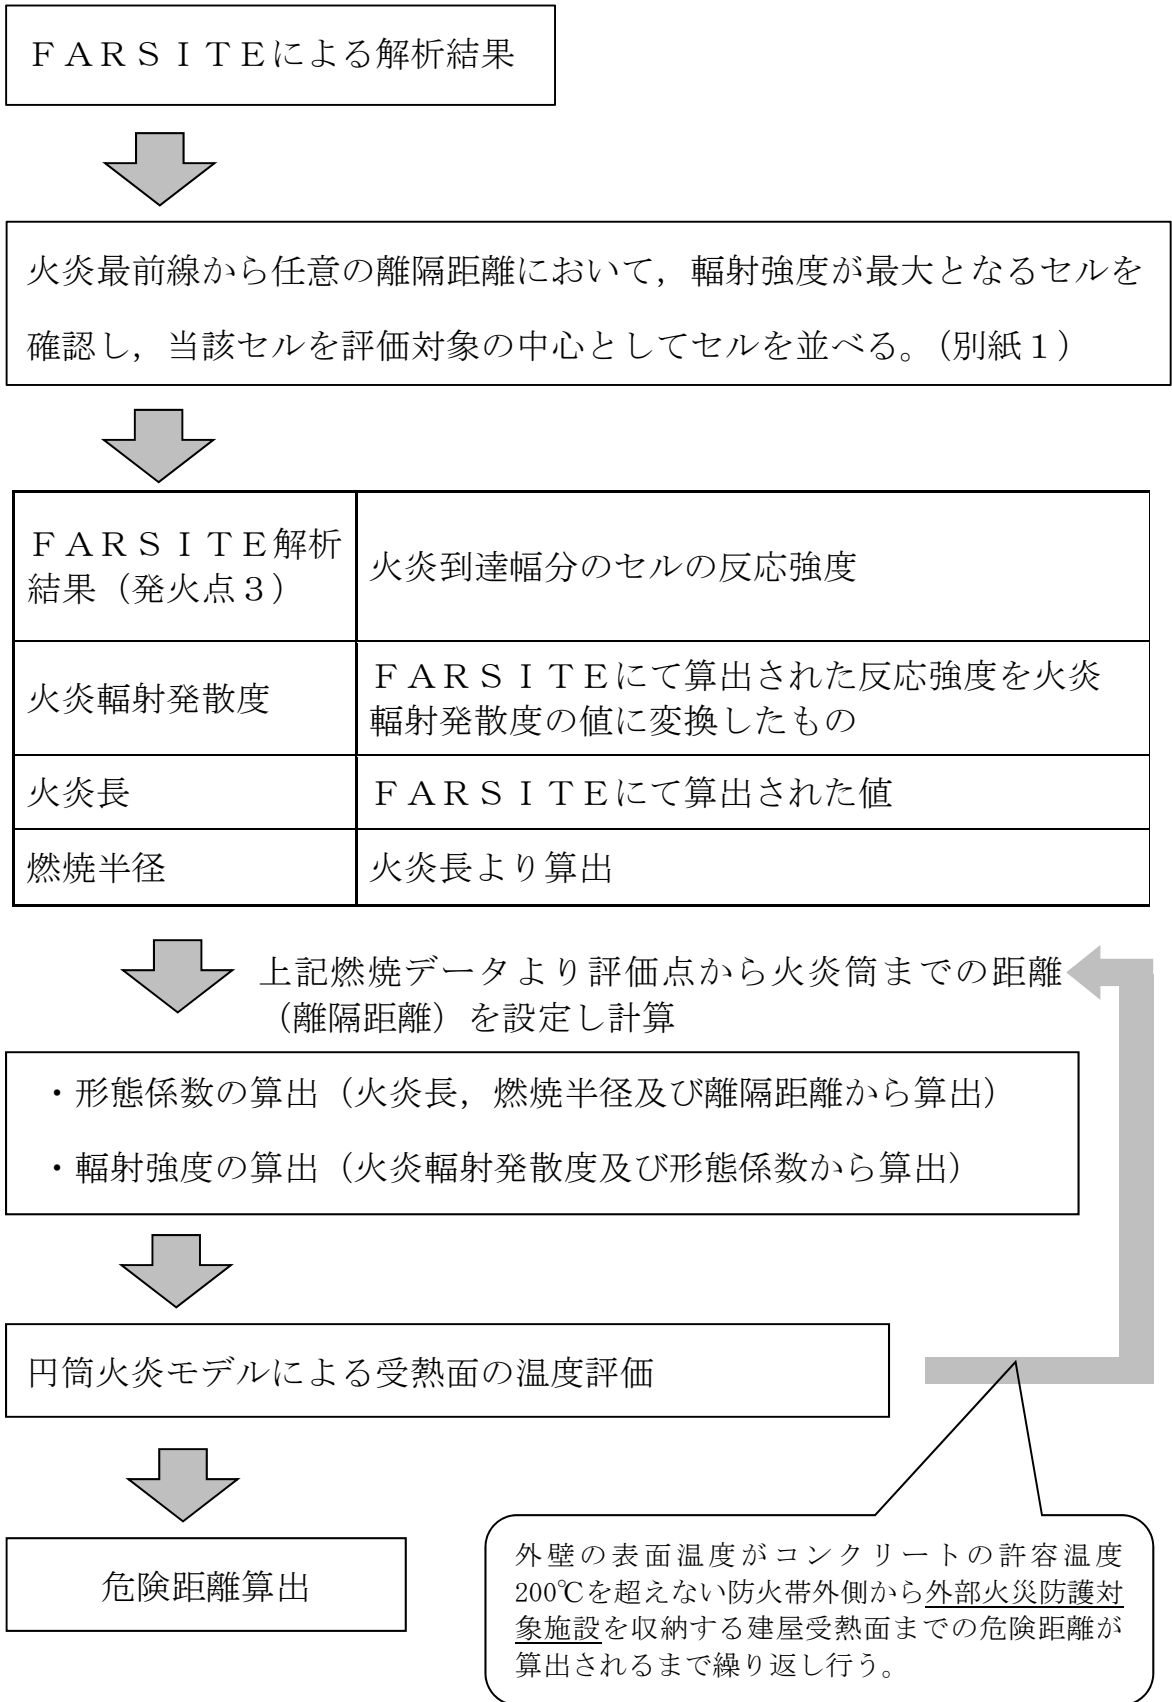 ＦＡＲＳＩＴＥによる解析結果
火炎最前線から任意の離隔距離において，輻射強度が最大となるセルを
確認し，当該セルを評価対象の中心としてセルを並べる。（別紙１）
ＦＡＲＳＩＴＥ解析
結果（発火点３）
火炎到達幅分のセルの反応強度
火炎輻射発散度
ＦＡＲＳＩＴＥにて算出された反応強度を火炎
輻射発散度の値に変換したもの
火炎長
ＦＡＲＳＩＴＥにて算出された値
燃焼半径
火炎長より算出
上記燃焼データより評価点から火炎筒までの距離
（離隔距離）を設定し計算
・形態係数の算出（火炎長，燃焼半径及び離隔距離から算出）
・輻射強度の算出（火炎輻射発散度及び形態係数から算出）
円筒火炎モデルによる受熱面の温度評価
危険距離算出
外壁の表面温度がコンクリートの許容温度
200℃を超えない防火帯外側から外部火災防護対
象施設を収納する建屋受熱面までの危険距離が
算出されるまで繰り返し行う。